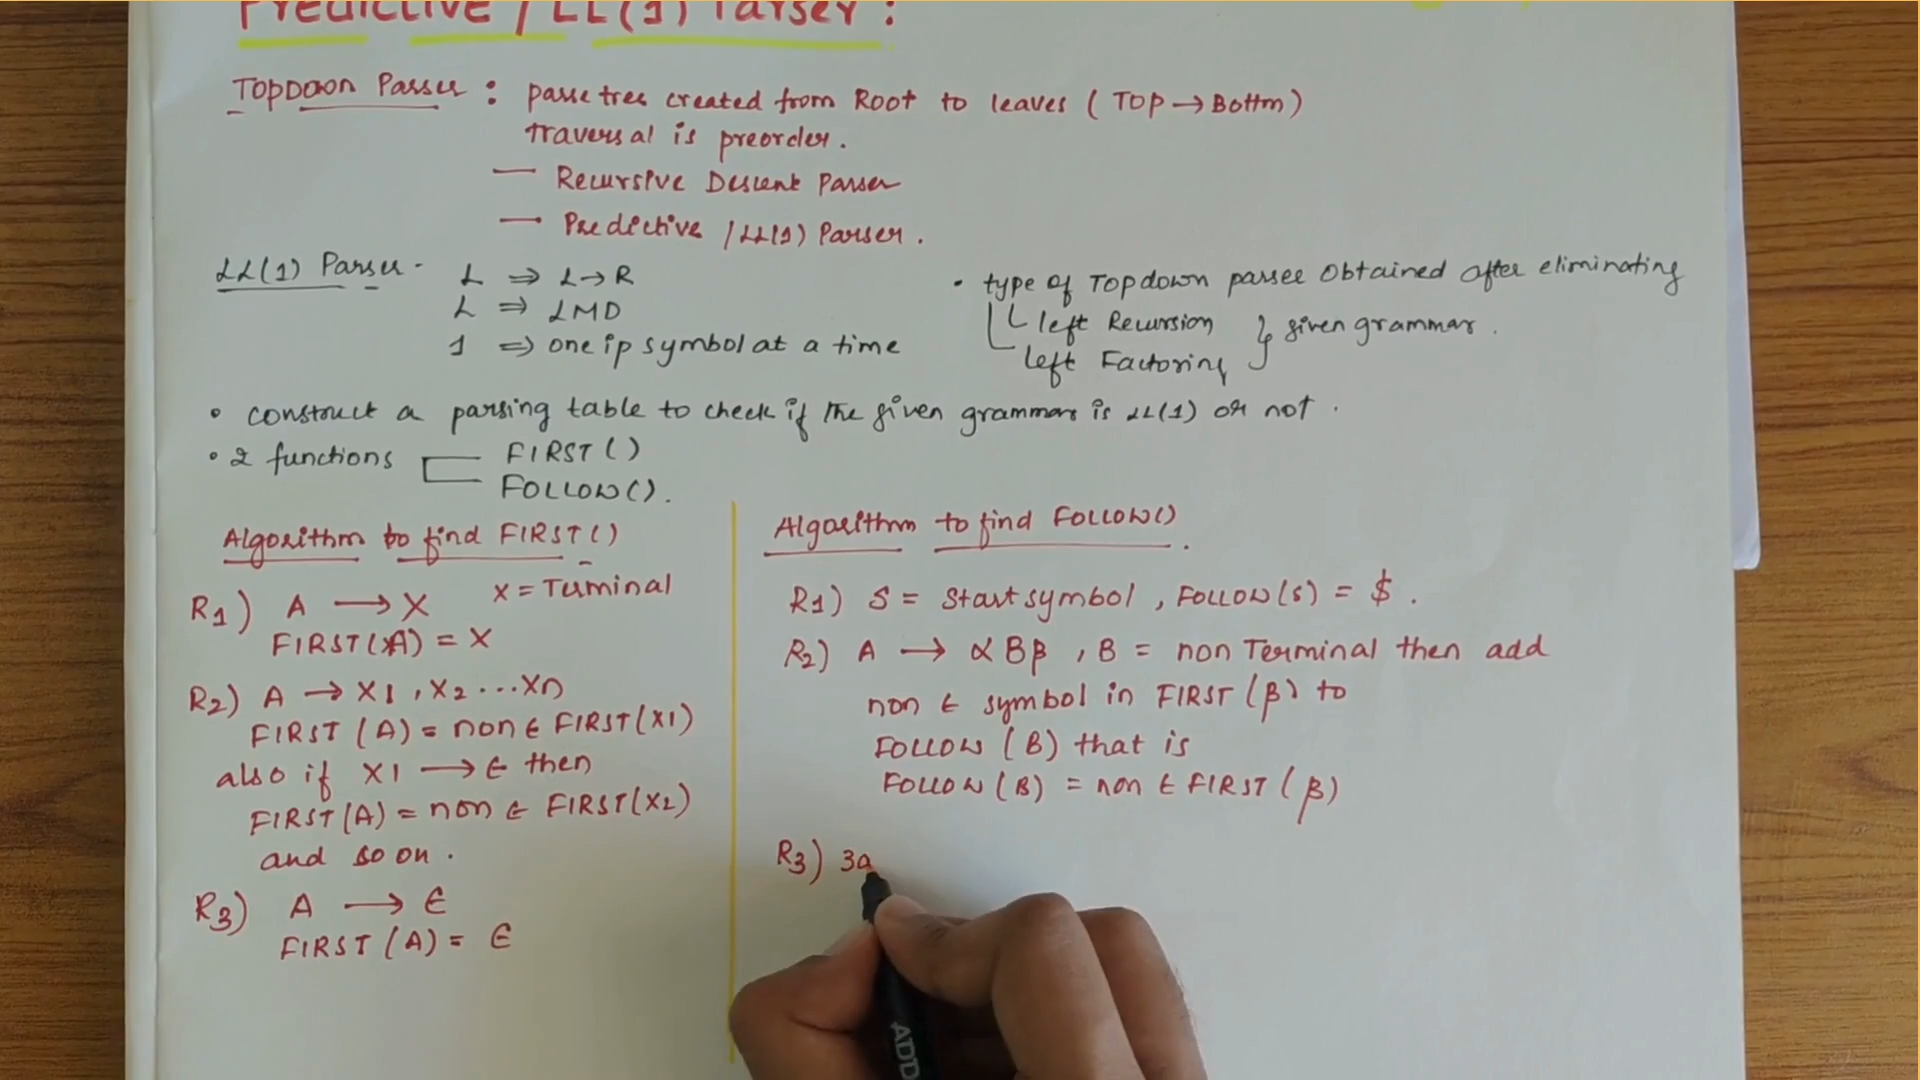 Predictive / LL(1) Parser :
Topdown Parser : parse tree created from Root to leaves ( Top → Bottm )
traversal is preorder .
— Recursive Descent Parser
— Predictive / LL(1) Parser .
LL(1) Parser -
L ⇒ L → R
L ⇒ LMD
1 ⇒ one ip symbol at a time
• type of Topdown parser obtained after eliminating
left Recursion } given grammar .
left Factoring
• construct a parsing table to check if the given grammar is LL(1) or not .
• 2 functions
FIRST ( )
FOLLOW ( ) .
Algorithm to find FIRST ( )
R1) A → X X = Terminal
FIRST (A) = X
R2) A → X1 , X2 ... Xn
FIRST (A) = non ϵ FIRST (X1)
also if X1 → ϵ then
FIRST (A) = non ϵ FIRST (X2)
and so on .
R3) A → ϵ
FIRST (A) = ϵ
Algorithm to find FOLLOW ( ) .
R1) S = Start symbol , FOLLOW (S) = $ .
R2) A → α B β , B = non Terminal then add
non ϵ symbol in FIRST (β) to
FOLLOW (B) that is
FOLLOW (B) = non ϵ FIRST (β)
R3) 3a
ADD